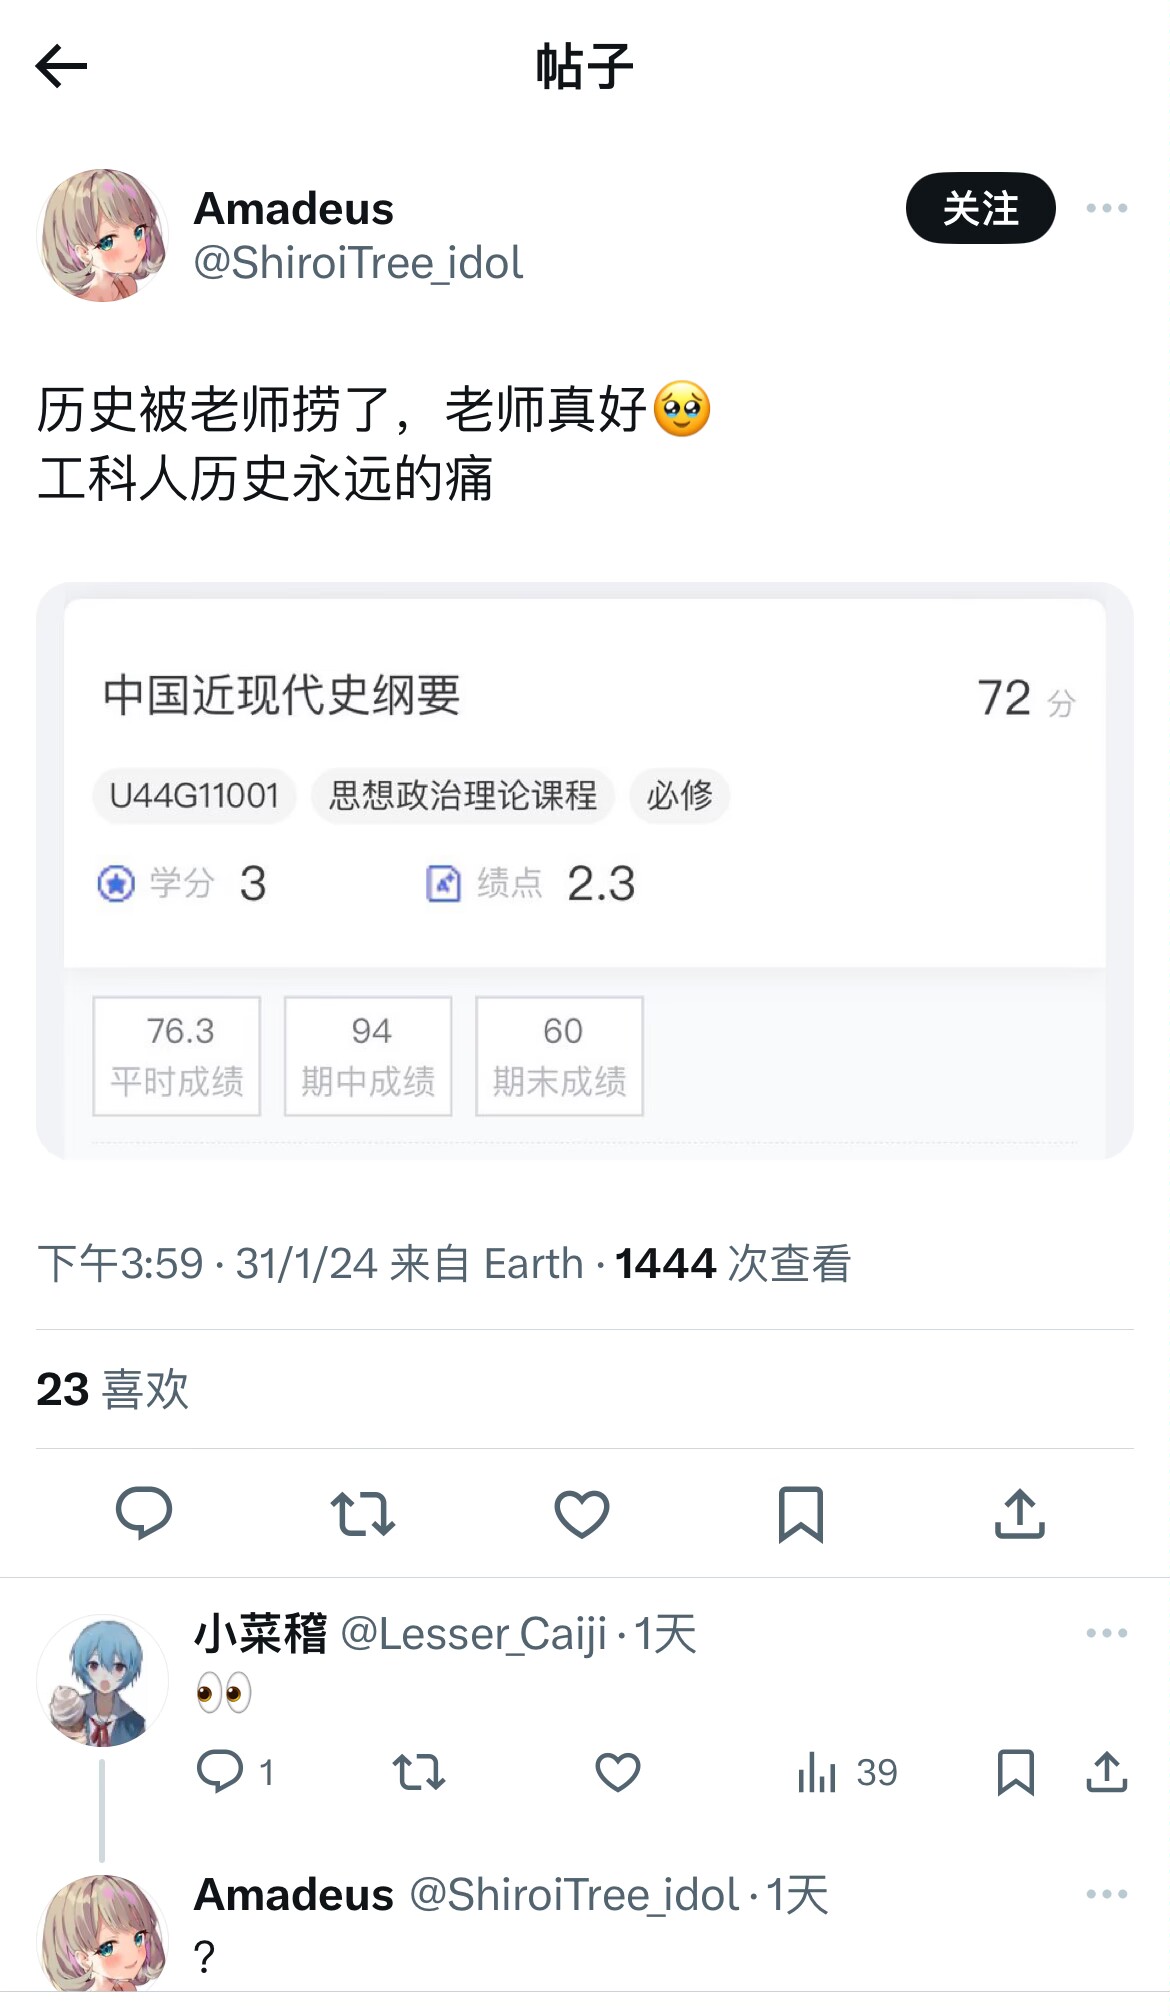 帖子
Amadeus
关注
@ShiroiTree_idol
历史被老师捞了，老师真好🥹
工科人历史永远的痛
中国近现代史纲要 72 分
U44G11001 思想政治理论课程 必修
学分 3 绩点 2.3
76.3 94 60
平时成绩 期中成绩 期末成绩
下午3:59 · 31/1/24 来自 Earth · 1444 次查看
23 喜欢
小菜稽 @Lesser_Caiji · 1天
👀
1 39
Amadeus @ShiroiTree_idol · 1天
?